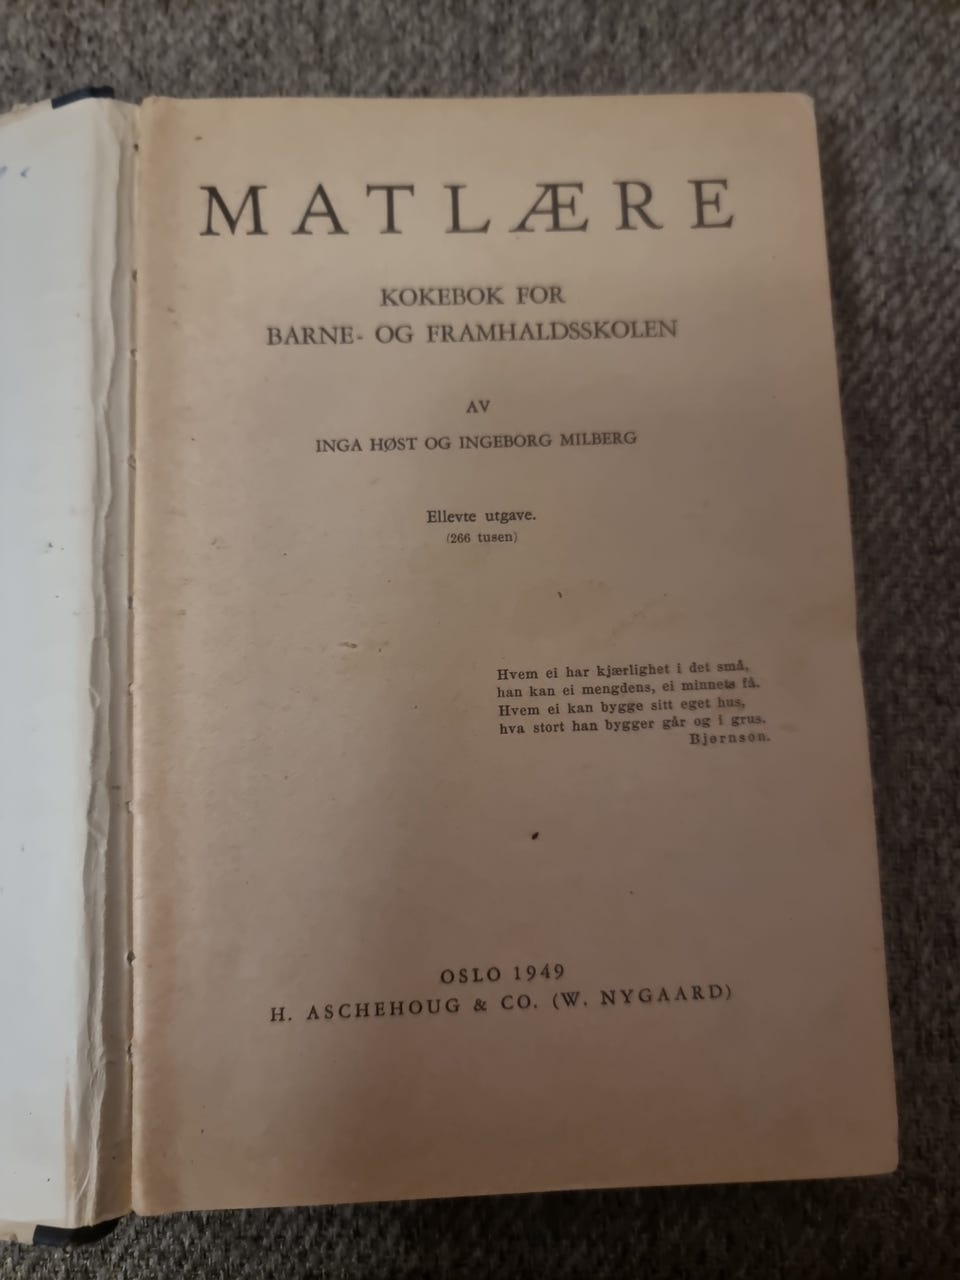 MATLÆRE
KOKEBOK FOR
BARNE- OG FRAMHALDSSKOLEN
AV
INGA HØST OG INGEBORG MILBERG
Ellevte utgave.
(266 tusen)
Hvem ei har kjærlighet i det små,
han kan ei mengdens, ei minnets få.
Hvem ei kan bygge sitt eget hus,
hva stort han bygger går og i grus.
Bjørnson.
OSLO 1949
H. ASCHEHOUG & CO. (W. NYGAARD)